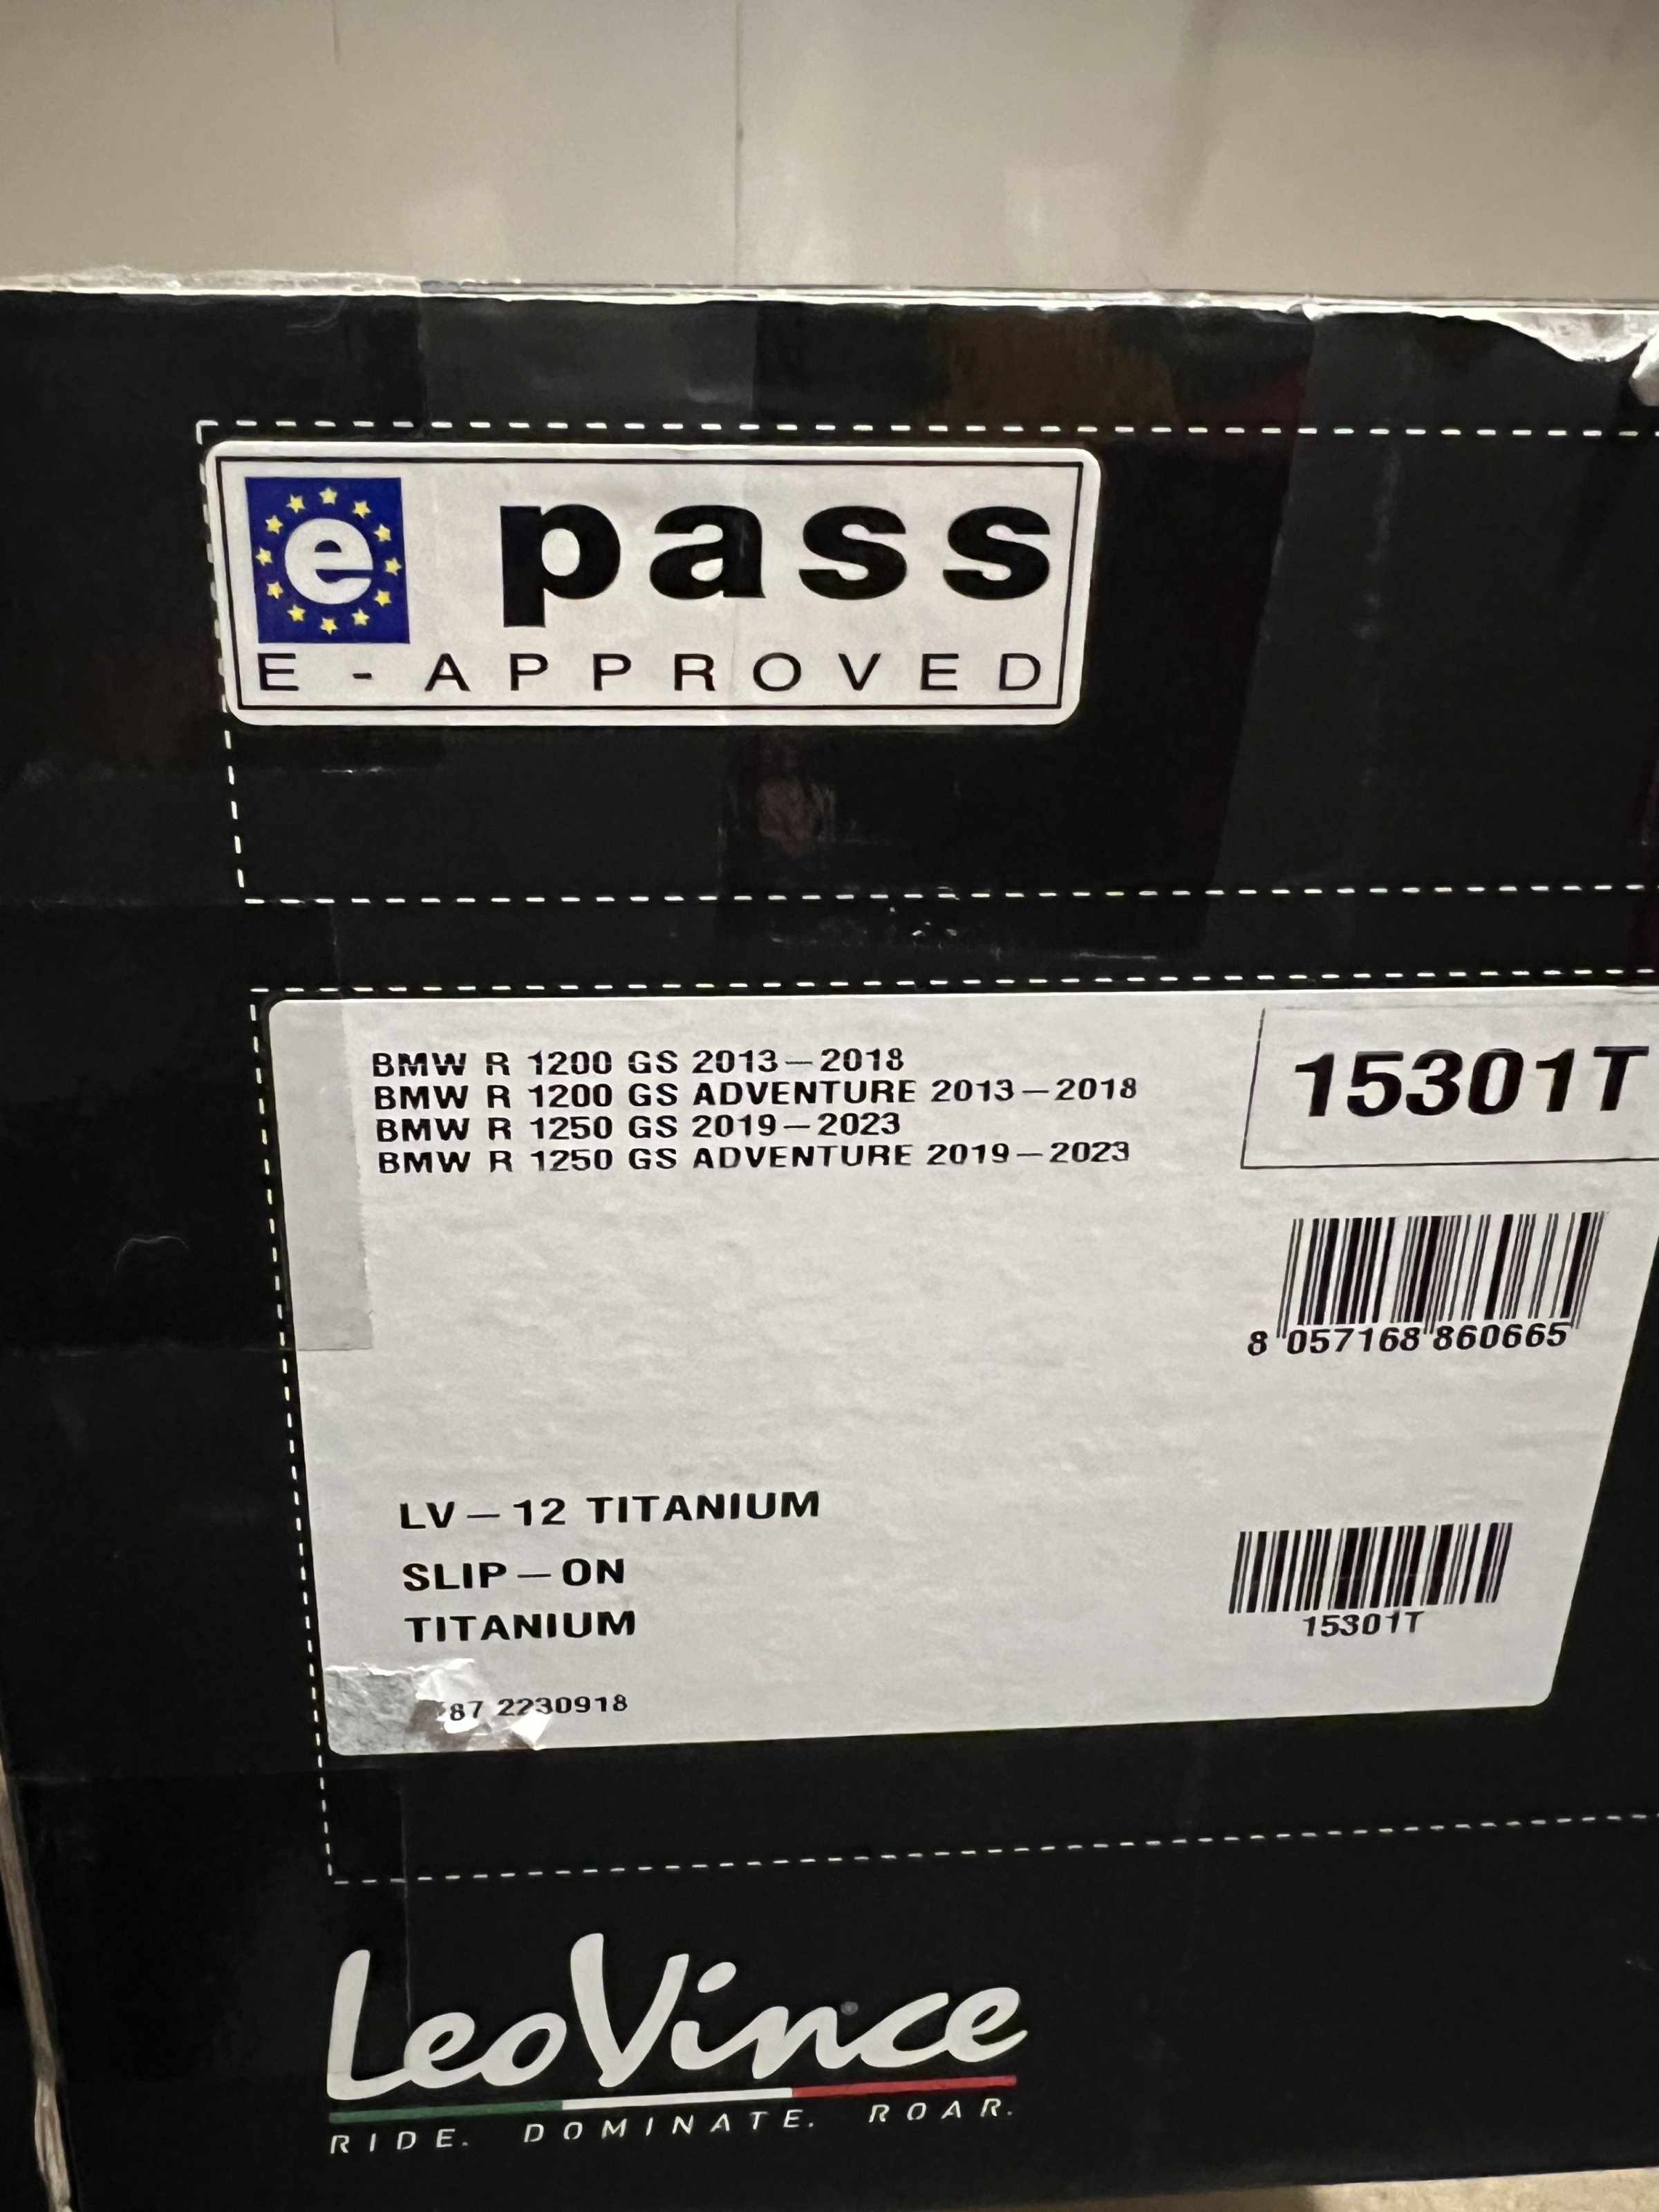 e pass
E-APPROVED
BMW R 1200 GS 2013-2018
BMW R 1200 GS ADVENTURE 2013-2018
BMW R 1250 GS 2019-2023
BMW R 1250 GS ADVENTURE 2019-2023
15301T
8 057168 860665
LV-12 TITANIUM
SLIP-ON
TITANIUM
15301T
87 2230918
LeoVince
RIDE. DOMINATE. ROAR.